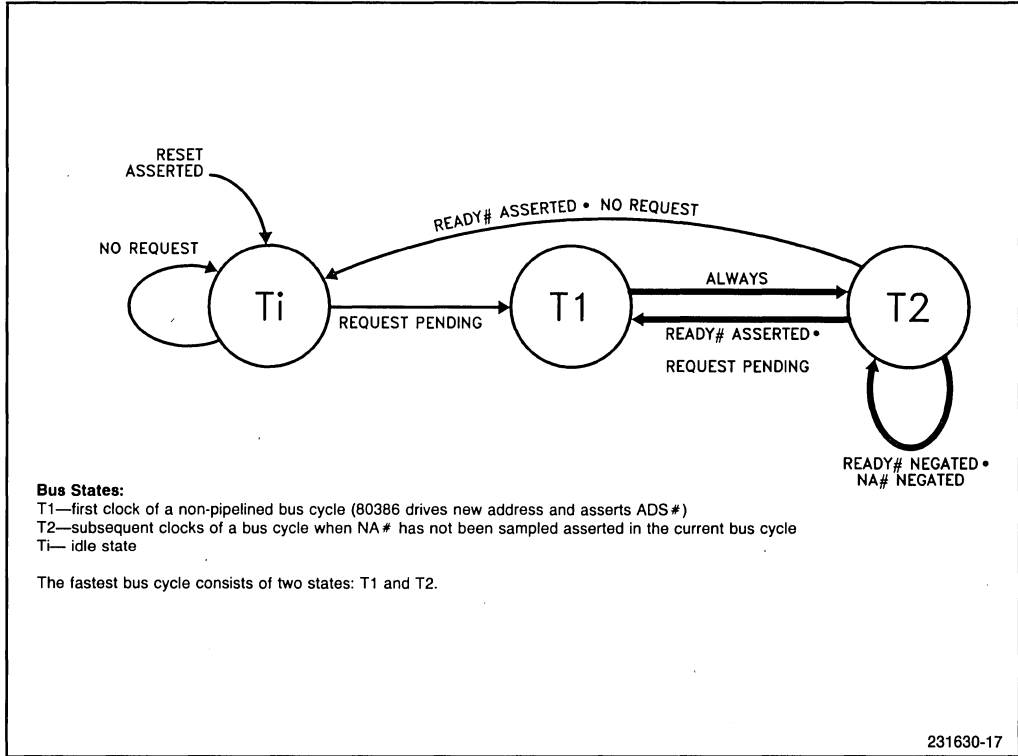 RESET
ASSERTED
READY# ASSERTED • NO REQUEST
NO REQUEST
Ti
REQUEST PENDING
T1
ALWAYS
READY# ASSERTED •
REQUEST PENDING
T2
READY# NEGATED •
NA# NEGATED
Bus States:
T1—first clock of a non-pipelined bus cycle (80386 drives new address and asserts ADS#)
T2—subsequent clocks of a bus cycle when NA# has not been sampled asserted in the current bus cycle
Ti— idle state
The fastest bus cycle consists of two states: T1 and T2.
231630-17